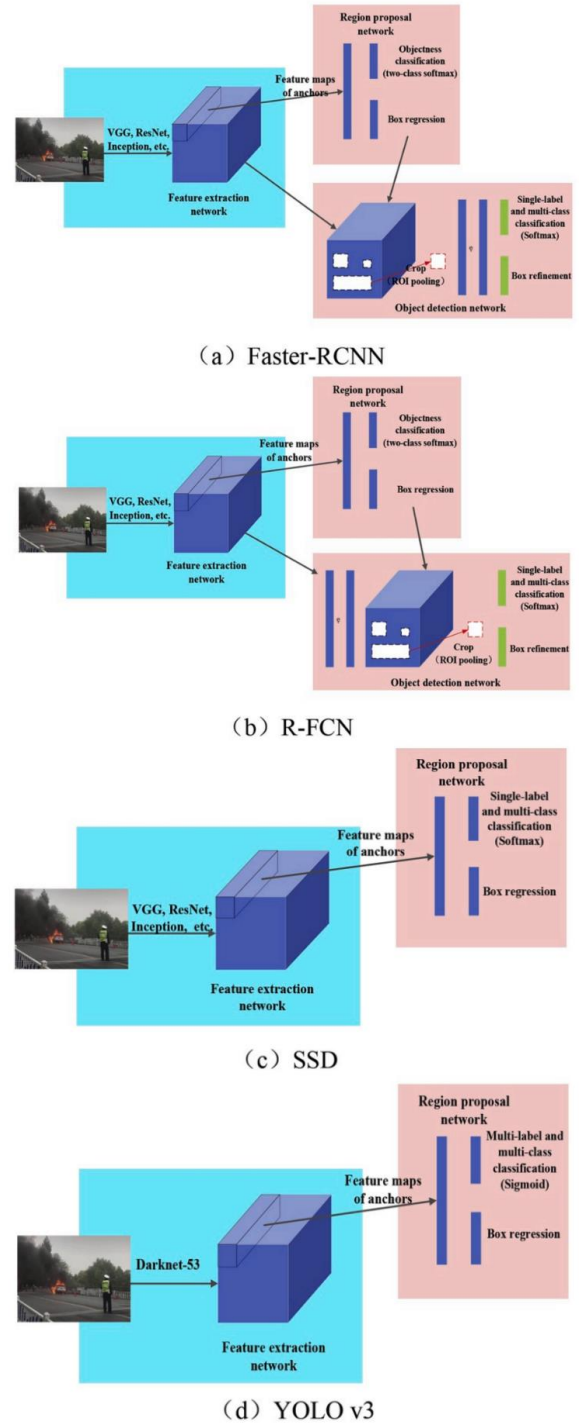 Region proposal
network
Objectness
classification
(two-class softmax)
Feature maps
of anchors
VGG, ResNet,
Inception, etc.
Box regression
Feature extraction
network
Single-label
and multi-class
classification
(Softmax)
Crop
（ROI pooling）
Box refinement
Object detection network
（a）Faster-RCNN
Region proposal
network
Objectness
classification
(two-class softmax)
Feature maps
of anchors
VGG, ResNet,
Inception, etc.
Box regression
Feature extraction
network
Single-label
and multi-class
classification
(Softmax)
Crop
（ROI pooling）
Box refinement
Object detection network
（b）R-FCN
Region proposal
network
Single-label
and multi-class
classification
(Softmax)
Feature maps
of anchors
Box regression
VGG, ResNet,
Inception, etc.
Feature extraction
network
（c）SSD
Region proposal
network
Multi-label and
multi-class
classification
(Sigmoid)
Feature maps
of anchors
Box regression
Darknet-53
Feature extraction
network
（d）YOLO v3